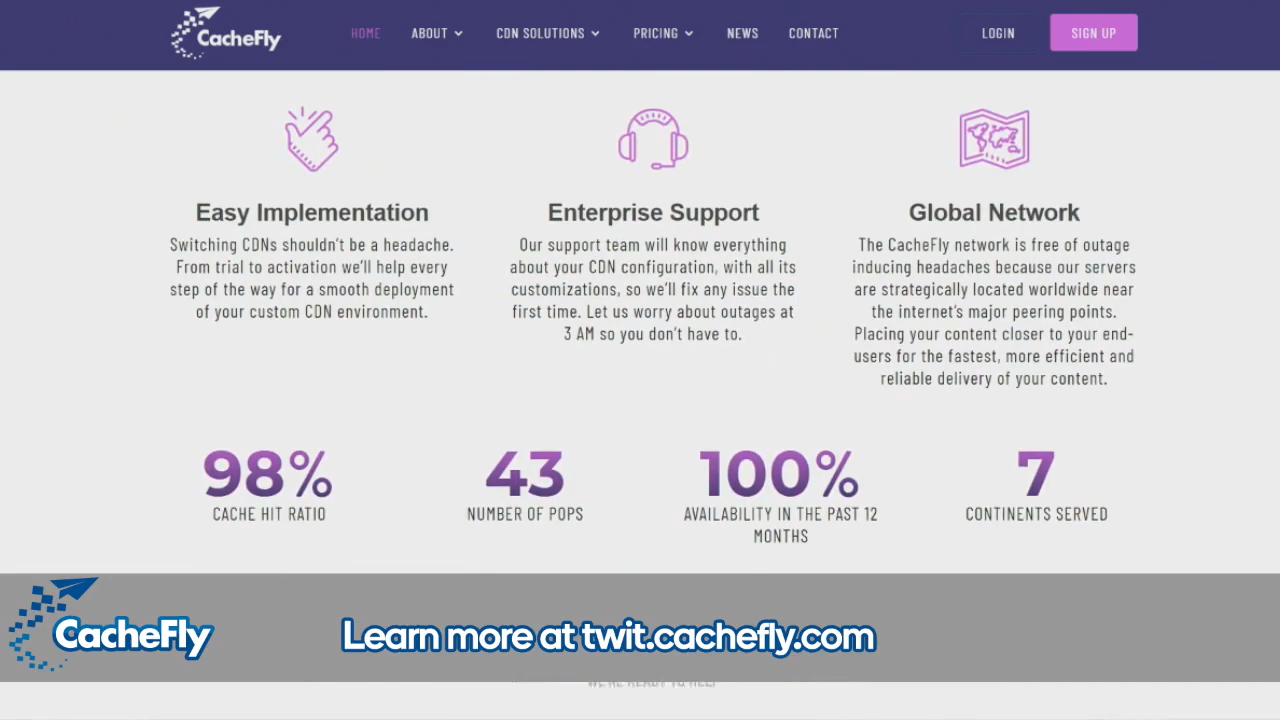 CacheFly
HOME
ABOUT
CDN SOLUTIONS
PRICING
NEWS
CONTACT
LOGIN
SIGN UP
Easy Implementation
Switching CDNs shouldn't be a headache.
From trial to activation we'll help every
step of the way for a smooth deployment
of your custom CDN environment.
Enterprise Support
Our support team will know everything
about your CDN configuration, with all its
customizations, so we'll fix any issue the
first time. Let us worry about outages at
3 AM so you don't have to.
Global Network
The CacheFly network is free of outage
inducing headaches because our servers
are strategically located worldwide near
the internet's major peering points.
Placing your content closer to your end-
users for the fastest, more efficient and
reliable delivery of your content.
98%
CACHE HIT RATIO
43
NUMBER OF POPS
100%
AVAILABILITY IN THE PAST 12
MONTHS
7
CONTINENTS SERVED
CacheFly
Learn more at twit.cachefly.com
WE'RE READY TO HELP